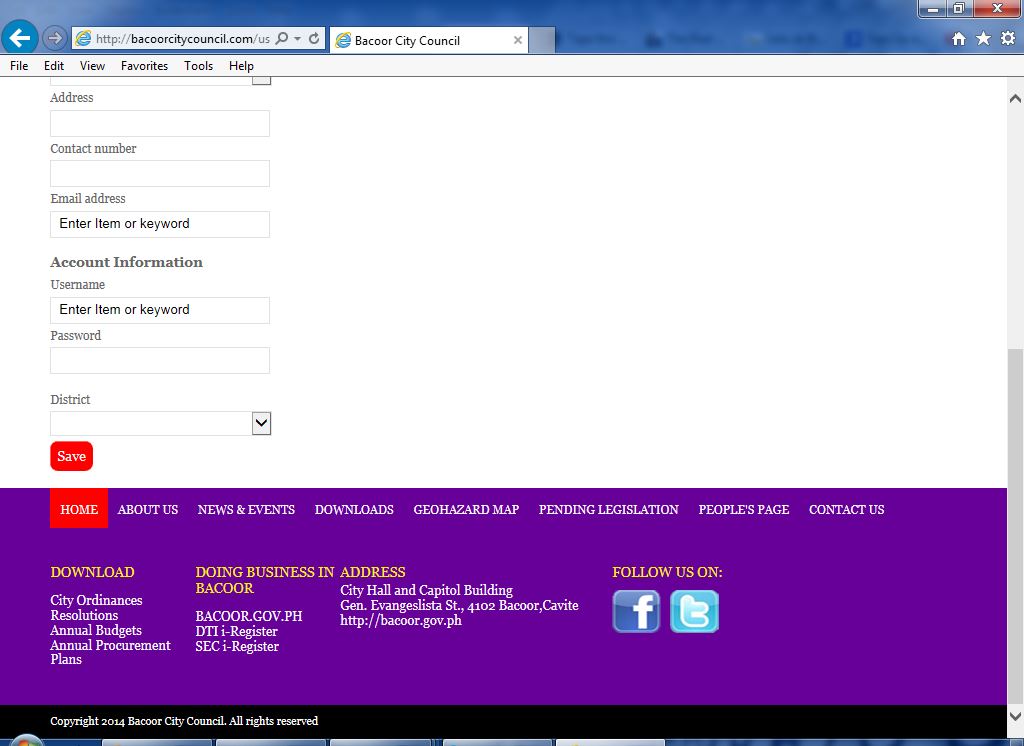 http://bacoorcitycouncil.com/us
Bacoor City Council
File Edit View Favorites Tools Help
Address
Contact number
Email address
Enter Item or keyword
Account Information
Username
Enter Item or keyword
Password
District
Save
HOME ABOUT US NEWS & EVENTS DOWNLOADS GEOHAZARD MAP PENDING LEGISLATION PEOPLE'S PAGE CONTACT US
DOWNLOAD
City Ordinances
Resolutions
Annual Budgets
Annual Procurement
Plans
DOING BUSINESS IN
BACOOR
BACOOR.GOV.PH
DTI i-Register
SEC i-Register
ADDRESS
City Hall and Capitol Building
Gen. Evangeslista St., 4102 Bacoor,Cavite
http://bacoor.gov.ph
FOLLOW US ON:
Copyright 2014 Bacoor City Council. All rights reserved